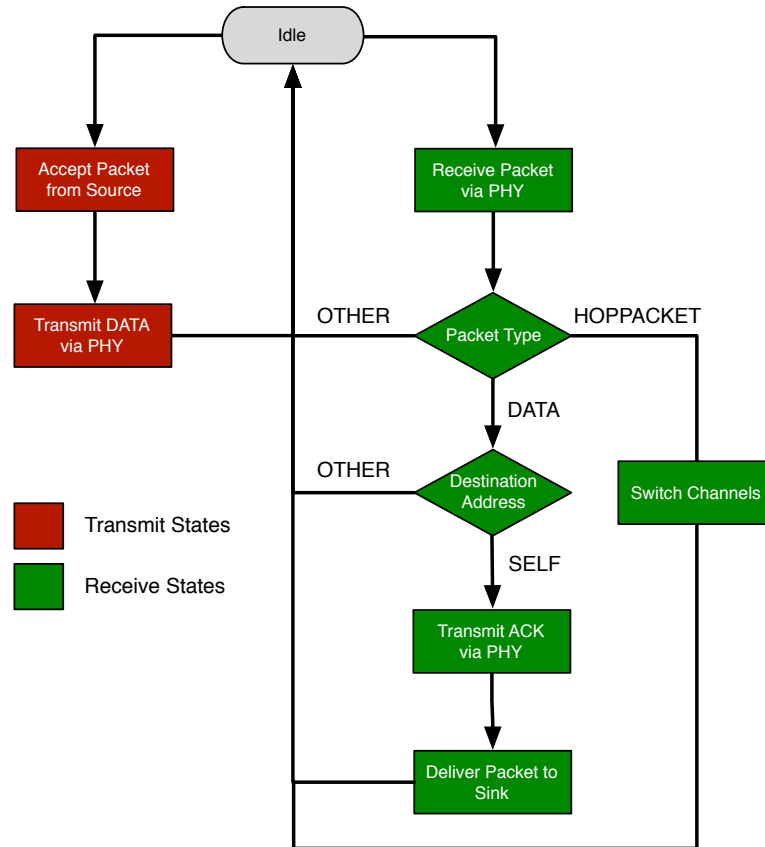 Idle
Accept Packet
from Source
Receive Packet
via PHY
Transmit DATA
via PHY
OTHER
Packet Type
HOPPACKET
DATA
OTHER
Destination
Address
Switch Channels
Transmit States
SELF
Receive States
Transmit ACK
via PHY
Deliver Packet to
Sink